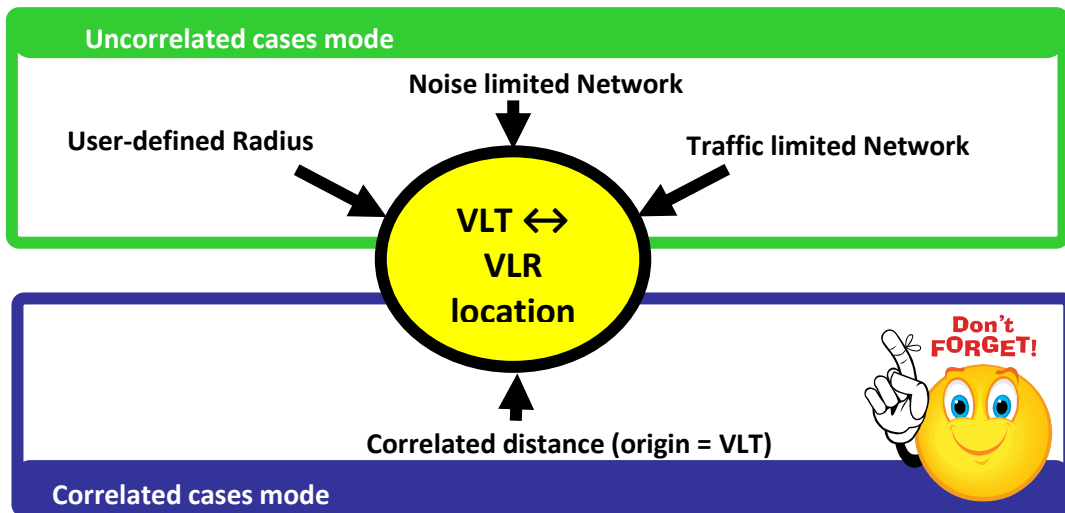 Uncorrelated cases mode
Noise limited Network
User-defined Radius
Traffic limited Network
VLT ↔
VLR
location
Don't
FORGET!
Correlated distance (origin = VLT)
Correlated cases mode